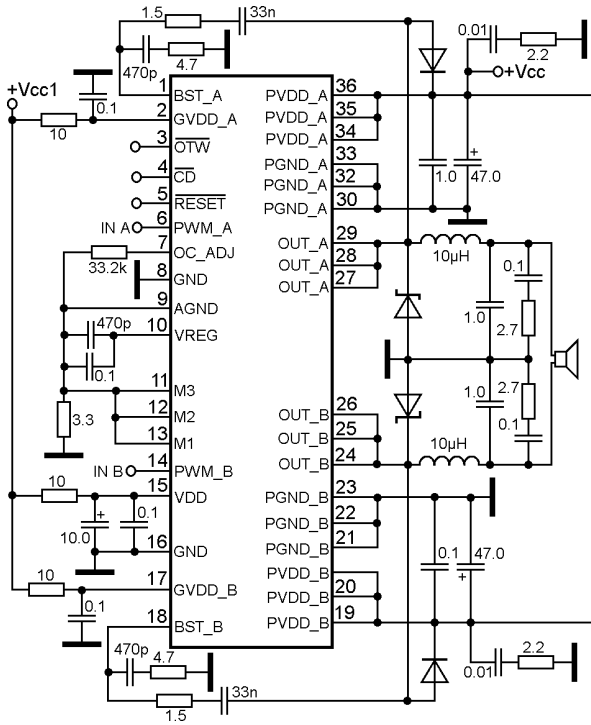 1.5
33n
470p
4.7
0.01
2.2
+Vcc
+Vcc1
0.1
10
1
BST_A
2
GVDD_A
3
OTW
4
CD
5
RESET
IN A
6
PWM_A
7
OC_ADJ
33.2k
8
GND
9
AGND
470p
10
VREG
0.1
11
M3
12
M2
3.3
13
M1
IN B
14
PWM_B
15
VDD
10
+
10.0
0.1
16
GND
10
17
GVDD_B
0.1
18
BST_B
470p
4.7
1.5
33n
36
PVDD_A
35
PVDD_A
34
PVDD_A
33
PGND_A
32
PGND_A
30
PGND_A
1.0
+
47.0
29
OUT_A
28
OUT_A
27
OUT_A
10µH
0.1
1.0
2.7
1.0
2.7
0.1
26
OUT_B
25
OUT_B
24
OUT_B
10µH
23
PGND_B
22
PGND_B
21
PGND_B
PVDD_B
20
PVDD_B
19
PVDD_B
0.1
47.0
+
0.01
2.2